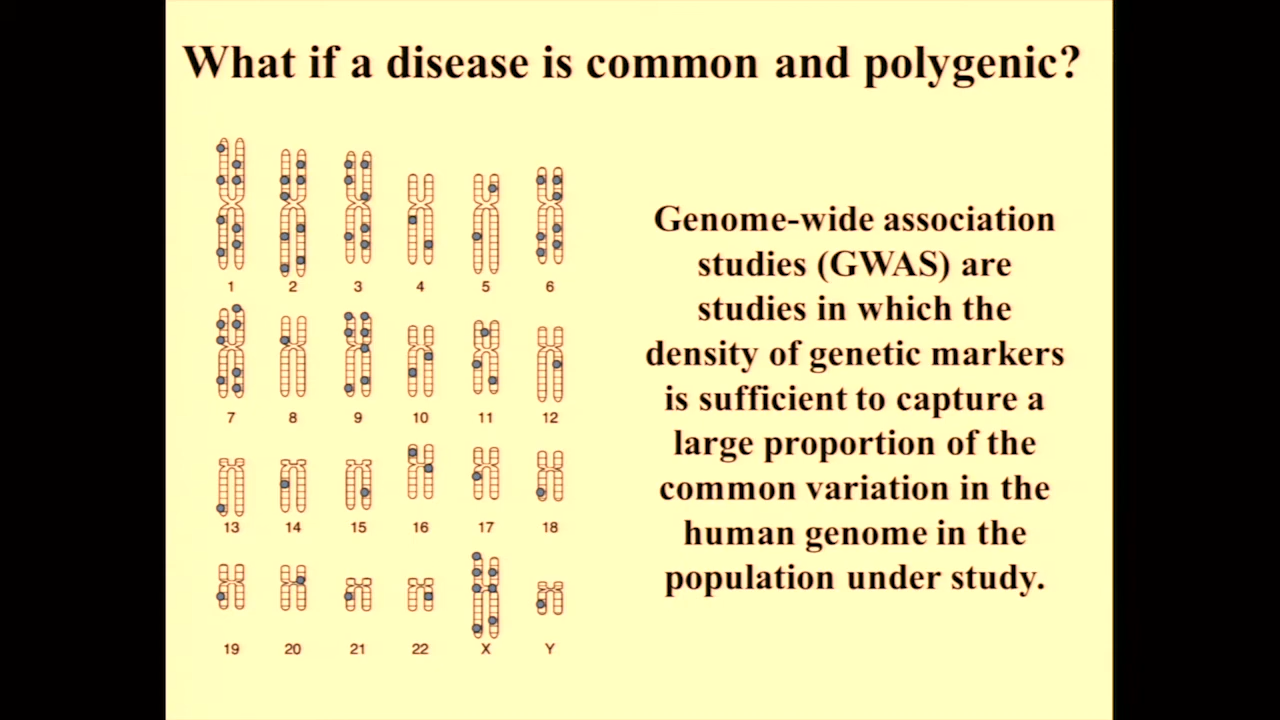 What if a disease is common and polygenic?
1 2 3 4 5 6
7 8 9 10 11 12
13 14 15 16 17 18
19 20 21 22 X Y
Genome-wide association
studies (GWAS) are
studies in which the
density of genetic markers
is sufficient to capture a
large proportion of the
common variation in the
human genome in the
population under study.